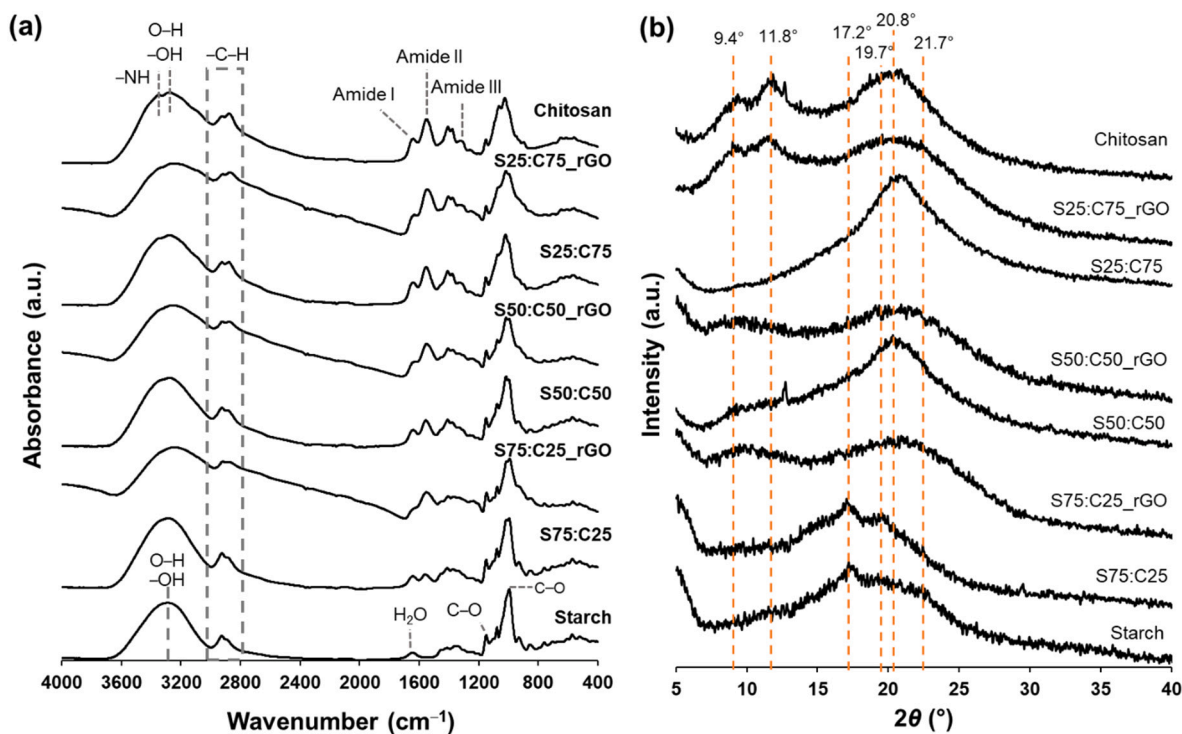 (a)
O–H
–OH
–NH
–C–H
Amide I
Amide II
Amide III
Chitosan
S25:C75_rGO
S25:C75
S50:C50_rGO
S50:C50
S75:C25_rGO
S75:C25
O–H
–OH
H₂O
C–O
C–O
Starch
Absorbance (a.u.)
4000 3600 3200 2800 2400 2000 1600 1200 800 400
Wavenumber (cm⁻¹)
(b)
9.4°
11.8°
17.2°
19.7°
20.8°
21.7°
Chitosan
S25:C75_rGO
S25:C75
S50:C50_rGO
S50:C50
S75:C25_rGO
S75:C25
Starch
Intensity (a.u.)
5 10 15 20 25 30 35 40
2θ (°)